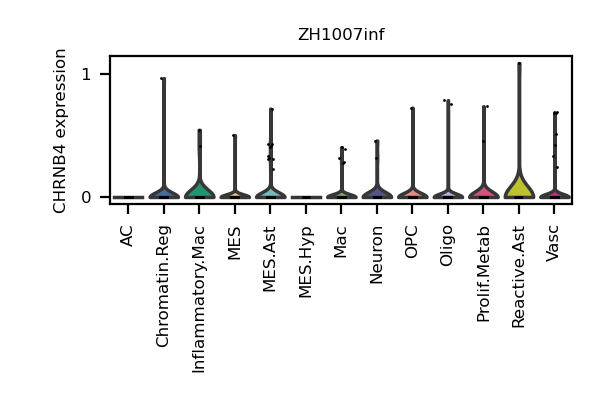 ZH1007inf
CHRNB4 expression
1
0
AC
Chromatin.Reg
Inflammatory.Mac
MES
MES.Ast
MES.Hyp
Mac
Neuron
OPC
Oligo
Prolif.Metab
Reactive.Ast
Vasc